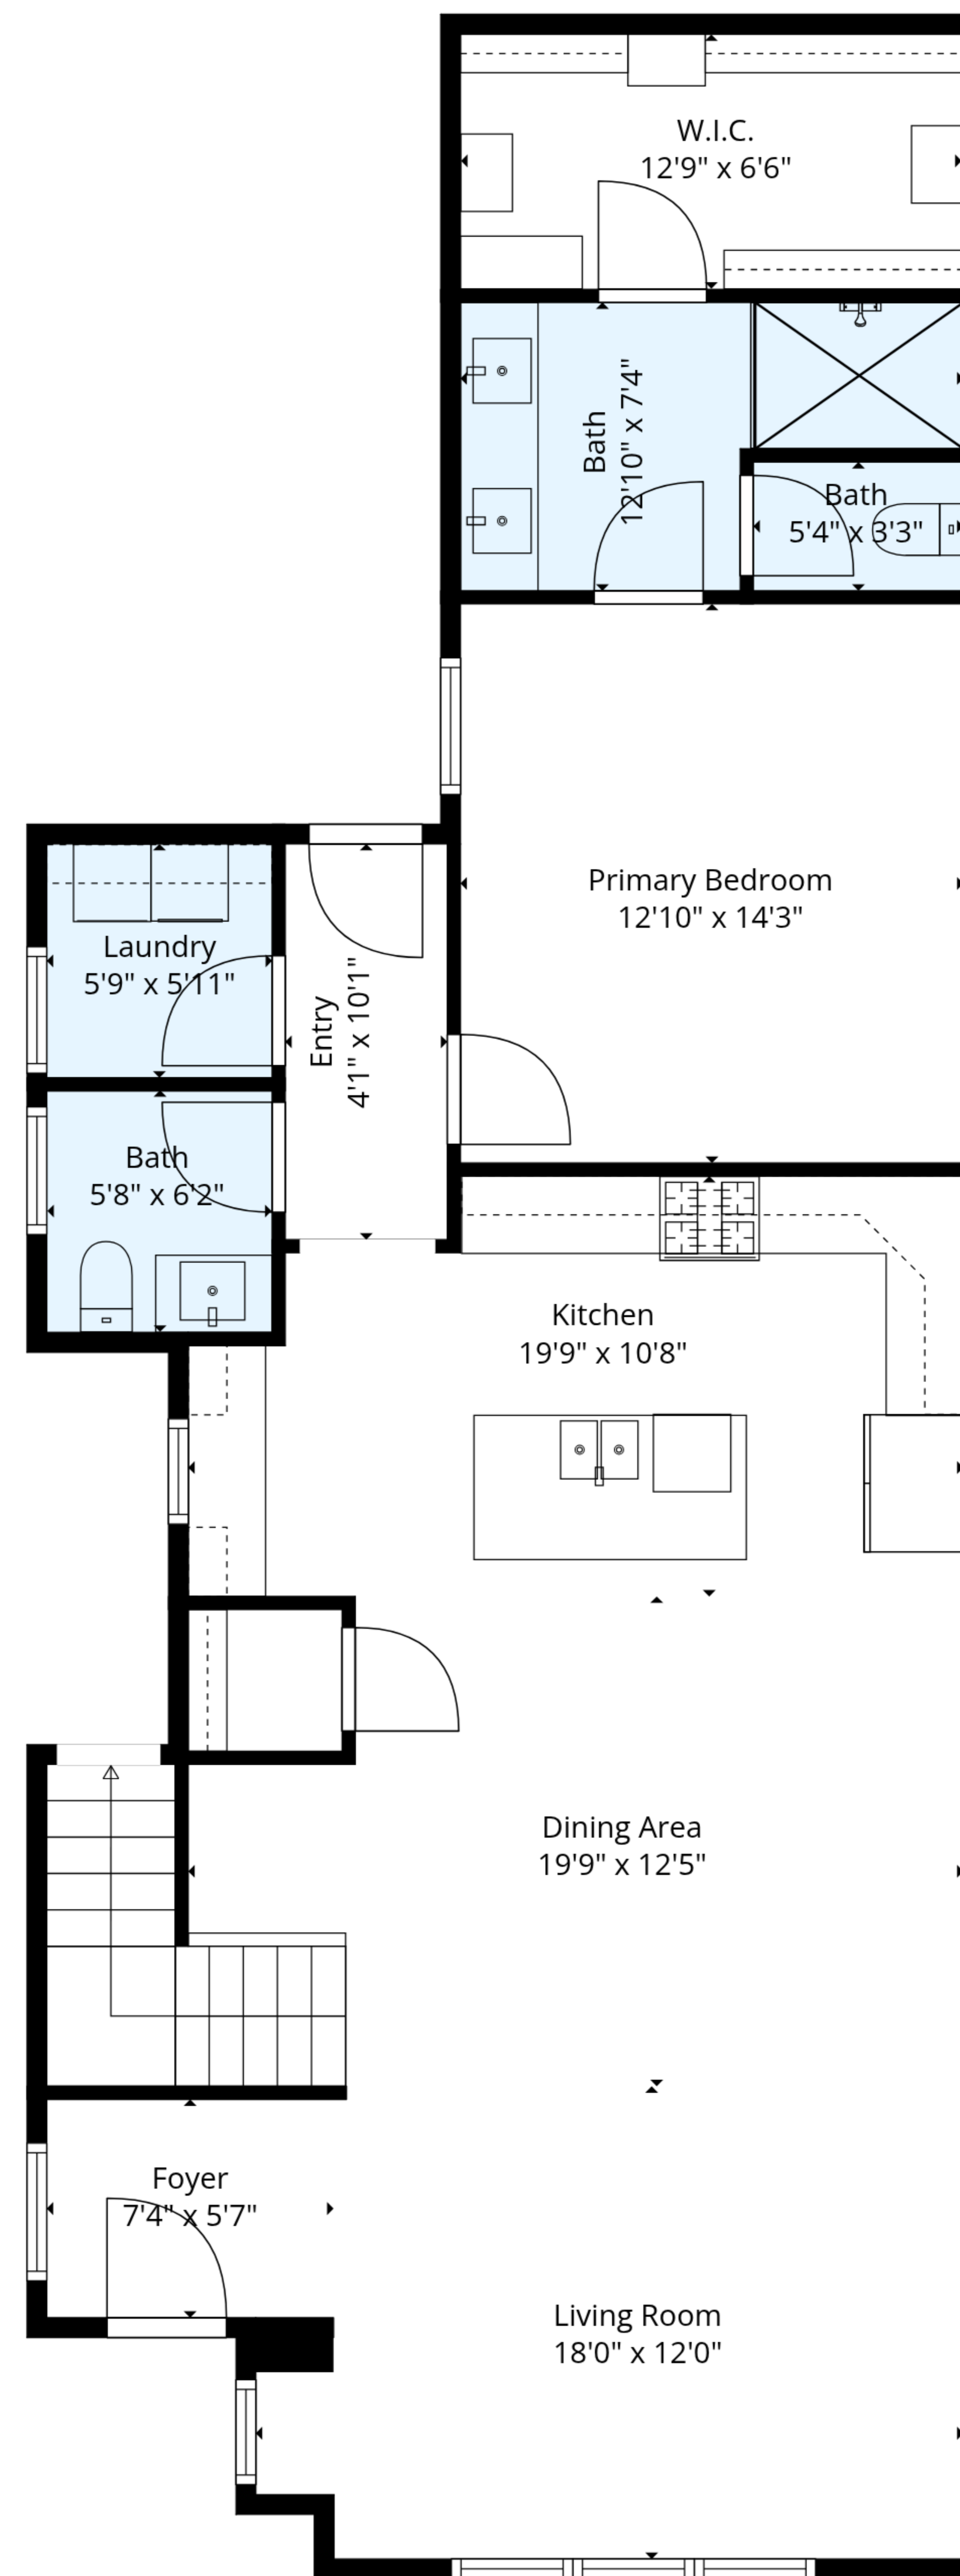 W.I.C.
12'9" x 6'6"
Bath
12'10" x 7'4"
Bath
5'4" x 3'3"
Primary Bedroom
12'10" x 14'3"
Laundry
5'9" x 5'11"
Entry
4'1" x 10'1"
Bath
5'8" x 6'2"
Kitchen
19'9" x 10'8"
Dining Area
19'9" x 12'5"
Foyer
7'4" x 5'7"
Living Room
18'0" x 12'0"